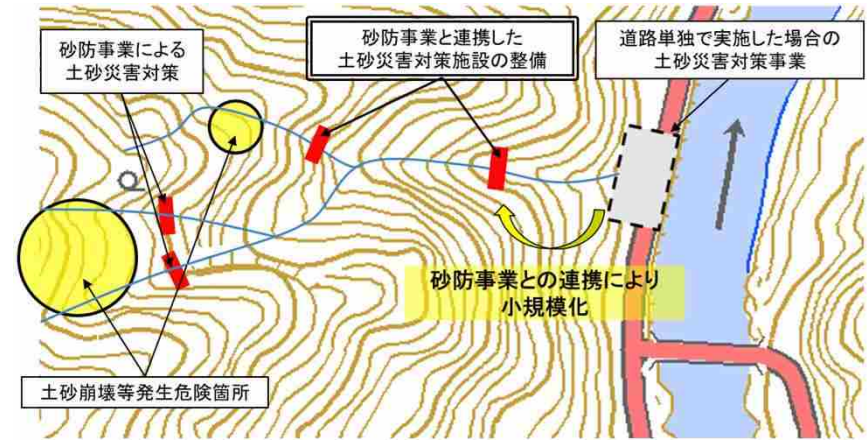 砂防事業による
土砂災害対策
砂防事業と連携した
土砂災害対策施設の整備
道路単独で実施した場合の
土砂災害対策事業
砂防事業との連携により
小規模化
土砂崩壊等発生危険箇所